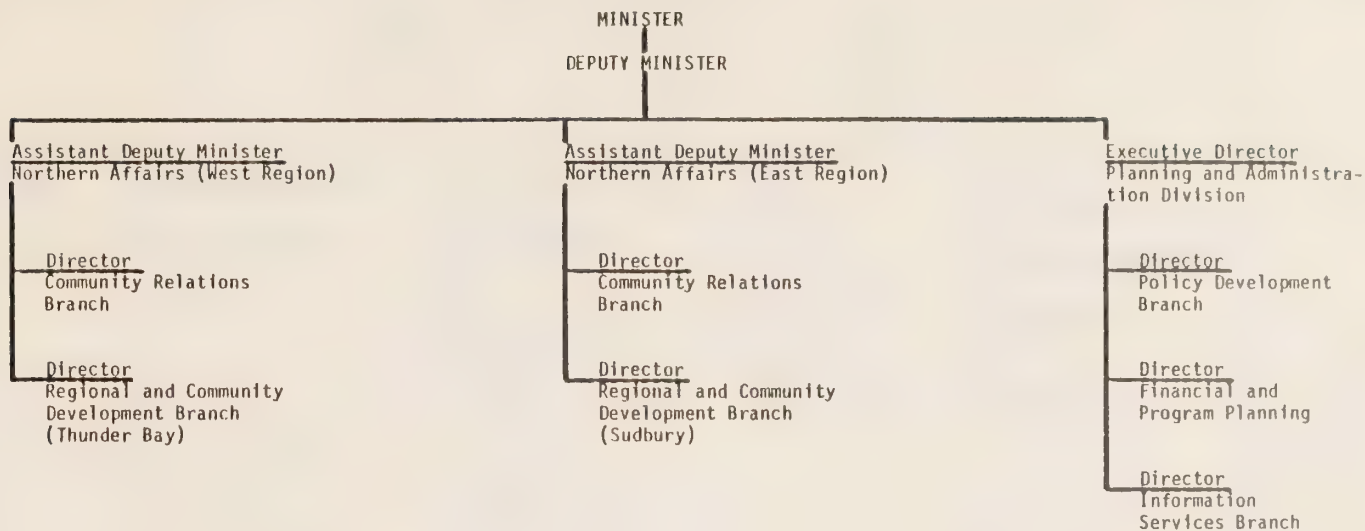 MINISTER
DEPUTY MINISTER
Assistant Deputy Minister
Northern Affairs (West Region)
Director
Community Relations
Branch
Director
Regional and Community
Development Branch
(Thunder Bay)
Assistant Deputy Minister
Northern Affairs (East Region)
Director
Community Relations
Branch
Director
Regional and Community
Development Branch
(Sudbury)
Executive Director
Planning and Administra-
tion Division
Director
Policy Development
Branch
Director
Financial and
Program Planning
Director
Information
Services Branch